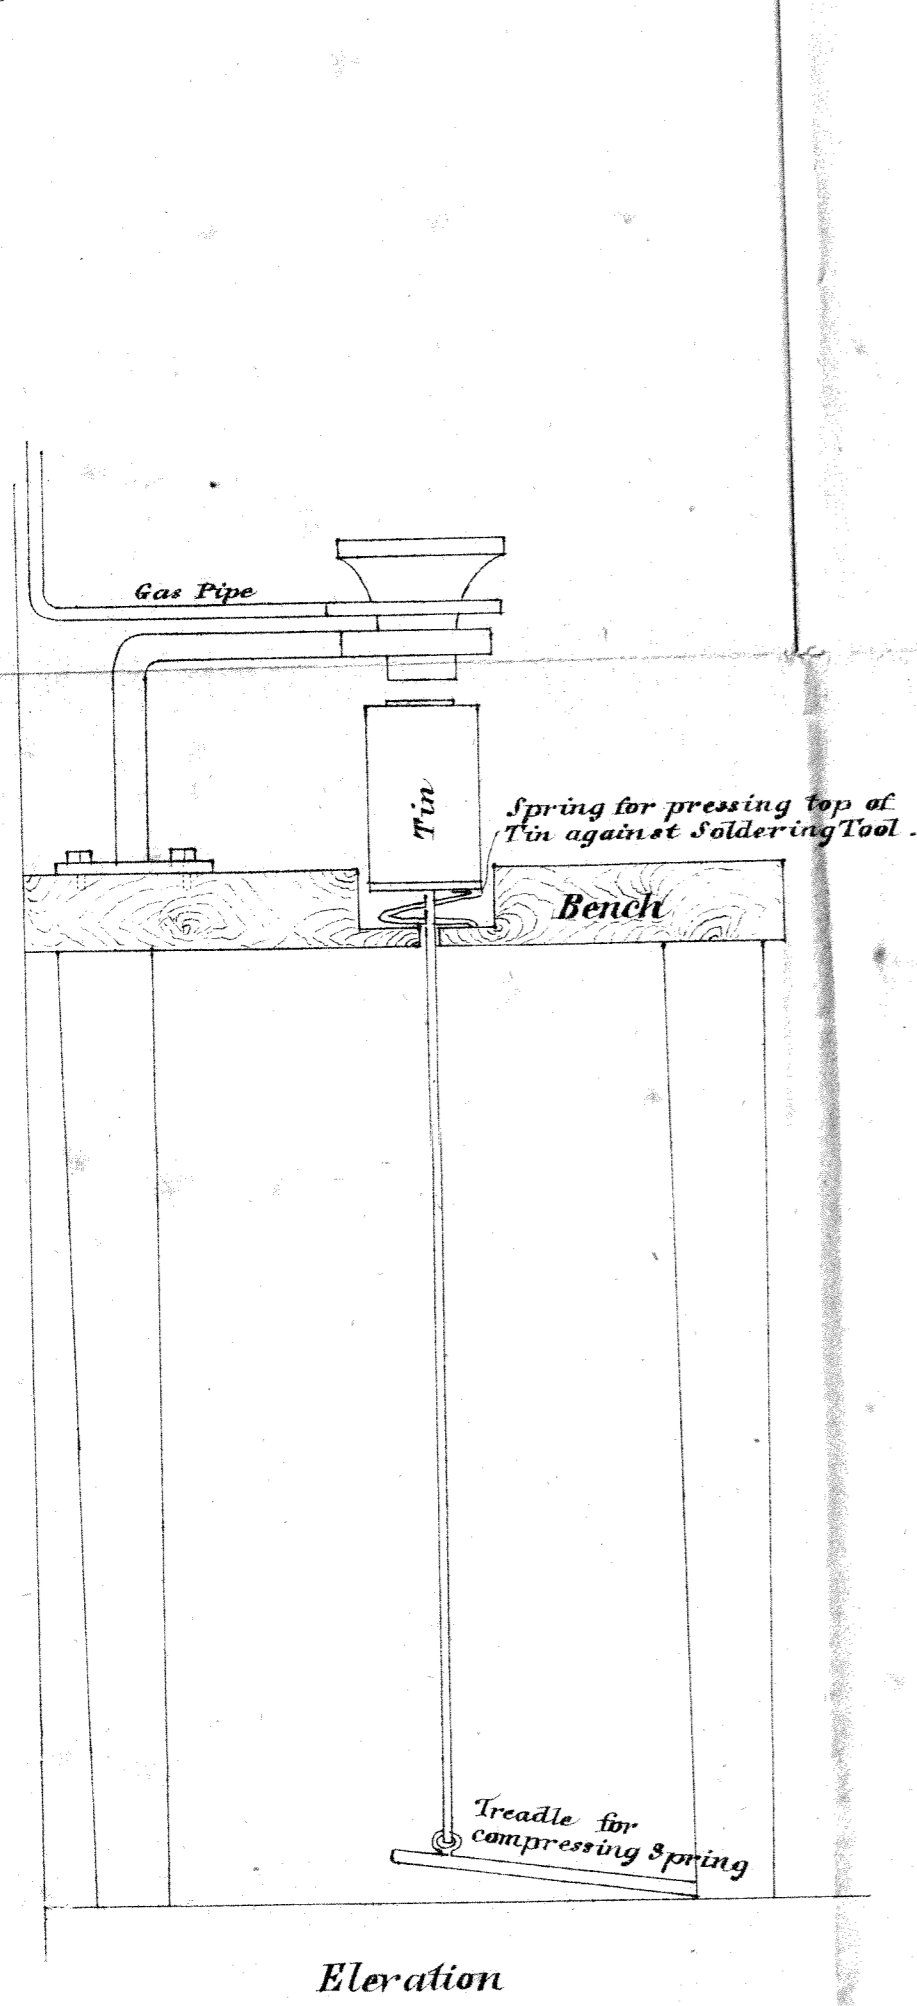 Gas Pipe
Tin
Spring for pressing top of
Tin against Soldering Tool.
Bench
Treadle for
compressing Spring
Elevation